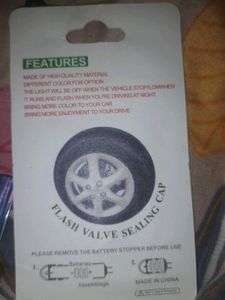 FEATURES
MADE OF HIGH QUALITY MATERIAL
DIFFERENT COLOR FOR OPTION
THE LIGHT WILL BE OFF WHEN THE VEHICLE STOPS, ONWHEN
IT RUNS AND FLASH WHEN YOU'RE DRIVING AT NIGHT
BRING MORE COLOR TO YOUR CAR
BRING MORE ENJOYMENT TO YOUR DRIVE
FLASH VALVE SEALING CAP
PLEASE REMOVE THE BATTERY STOPPER BEFORE USE
1. Batteries
Assemblage
MADE IN CHINA